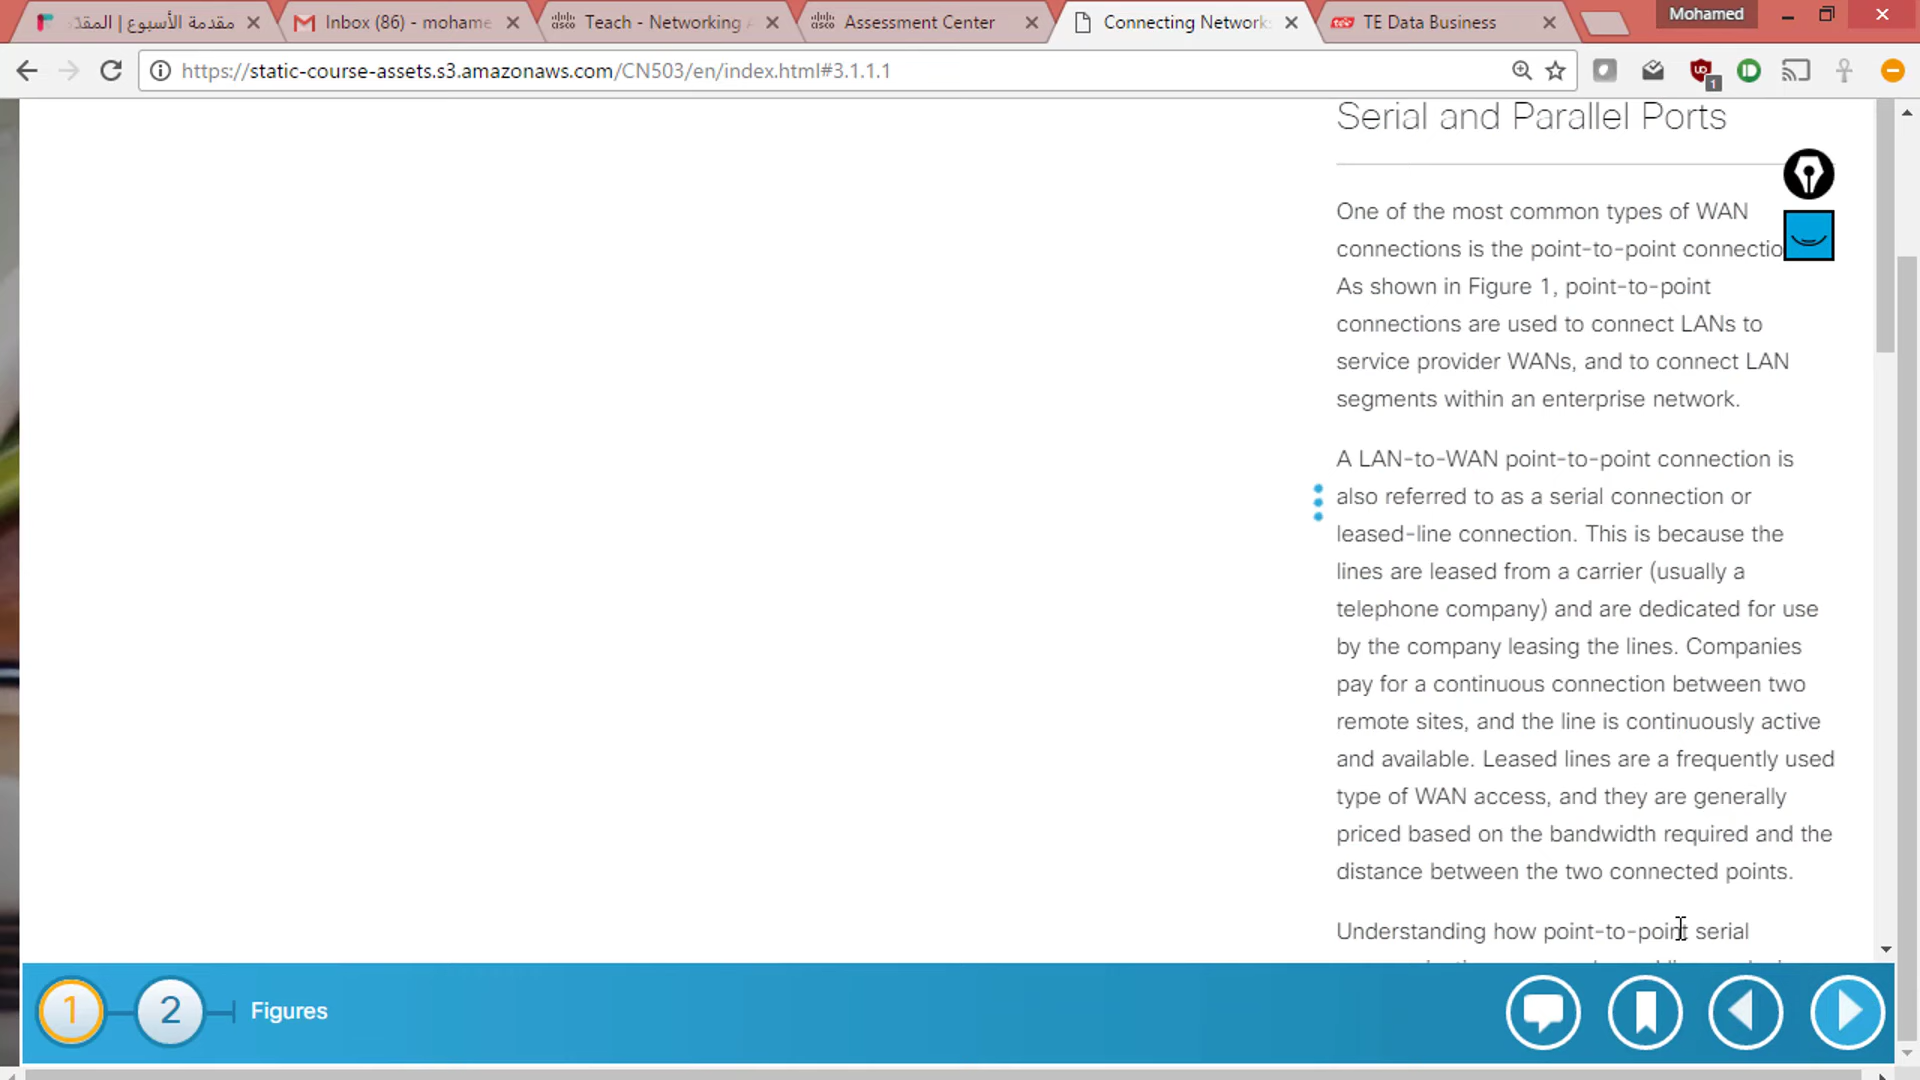 مقدمة الأسبوع | المقدّ
Inbox (86) - mohame
Teach - Networking
Assessment Center
Connecting Network
TE Data Business
Mohamed
https://static-course-assets.s3.amazonaws.com/CN503/en/index.html#3.1.1.1
1
Serial and Parallel Ports
One of the most common types of WAN
connections is the point-to-point connectio
As shown in Figure 1, point-to-point
connections are used to connect LANs to
service provider WANs, and to connect LAN
segments within an enterprise network.
A LAN-to-WAN point-to-point connection is
also referred to as a serial connection or
leased-line connection. This is because the
lines are leased from a carrier (usually a
telephone company) and are dedicated for use
by the company leasing the lines. Companies
pay for a continuous connection between two
remote sites, and the line is continuously active
and available. Leased lines are a frequently used
type of WAN access, and they are generally
priced based on the bandwidth required and the
distance between the two connected points.
Understanding how point-to-point serial
1 2 Figures